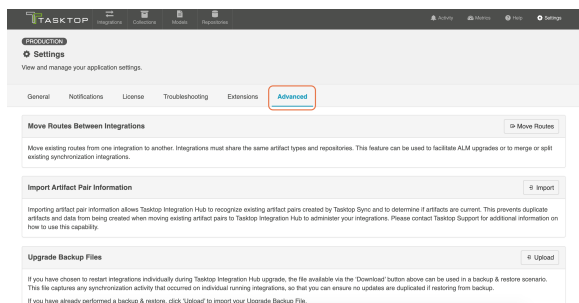 TASKTOP Integrations Collections Models Repositories Activity Metrics Help Settings
PRODUCTION
Settings
View and manage your application settings.
General Notifications License Troubleshooting Extensions Advanced
Move Routes Between Integrations Move Routes
Move existing routes from one integration to another. Integrations must share the same artifact types and repositories. This feature can be used to facilitate ALM upgrades or to merge or split
existing synchronization integrations.
Import Artifact Pair Information Import
Importing artifact pair information allows Tasktop Integration Hub to recognize existing artifact pairs created by Tasktop Sync and to determine if artifacts are current. This prevents duplicate
artifacts and data from being created when moving existing artifact pairs to Tasktop Integration Hub to administer your integrations. Please contact Tasktop Support for additional information on
how to use this capability.
Upgrade Backup Files Upload
If you have chosen to restart integrations individually during Tasktop Integration Hub upgrade, the file available via the 'Download' button above can be used in a backup & restore scenario.
This file captures any synchronization activity that occurred on individual running integrations, so that you can ensure no updates are duplicated if restoring from backup.
If you have already performed a backup & restore, click 'Upload' to import your Upgrade Backup File.